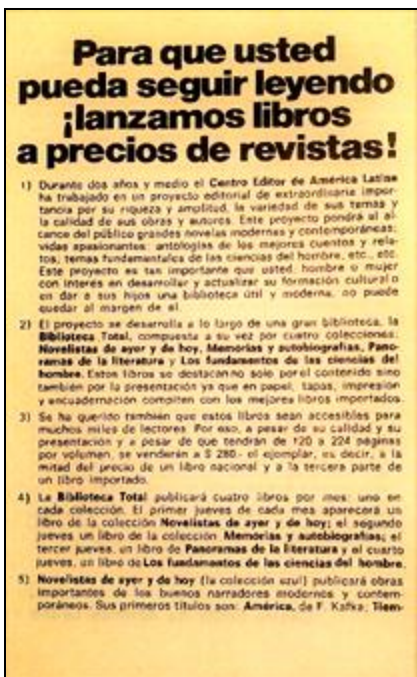 Para que usted
pueda seguir leyendo
¡lanzamos libros
a precios de revistas!
1) Durante dos años y medio el Centro Editor de América Latina
ha trabajado en un proyecto editorial de extraordinaria impor-
tancia por su riqueza y amplitud, la variedad de sus temas y
la calidad de sus obras y autores. Este proyecto pondrá al al-
cance del público grandes novelas modernas y contemporáneas;
vidas apasionantes; antologías de los mejores cuentos y rela-
tos; temas fundamentales de las ciencias del hombre, etc., etc.
Este proyecto es tan importante que usted, hombre o mujer
con interés en desarrollar y actualizar su formación cultural o
en dar a sus hijos una biblioteca útil y moderna, no puede
quedar al margen de él.
2) El proyecto se desarrolla a lo largo de una gran biblioteca, la
Biblioteca Total, compuesta a su vez por cuatro colecciones:
Novelistas de ayer y de hoy, Memorias y autobiografías, Pano-
ramas de la literatura y Los fundamentos de las ciencias del
hombre. Estos libros se destacan no solo por el contenido sino
también por la presentación ya que en papel, tapas, impresión
y encuadernación compiten con los mejores libros importados.
3) Se ha querido también que estos libros sean accesibles para
muchos miles de lectores. Por eso, a pesar de su calidad y su
presentación y a pesar de que tendrán de 120 a 224 páginas
por volumen, se venderán a $ 280.- el ejemplar, es decir, a la
mitad del precio de un libro nacional y a la tercera parte de
un libro importado.
4) La Biblioteca Total publicará cuatro libros por mes: uno en
cada colección. El primer jueves de cada mes aparecerá un
libro de la colección Novelistas de ayer y de hoy; el segundo
jueves un libro de la colección Memorias y autobiografías; el
tercer jueves, un libro de Panoramas de la literatura y el cuarto
jueves, un libro de Los fundamentos de las ciencias del hombre.
5) Novelistas de ayer y de hoy (la colección azul) publicará obras
importantes de los buenos narradores modernos y contem-
poráneos. Sus primeros títulos son: América, de F. Kafka; Tiem-